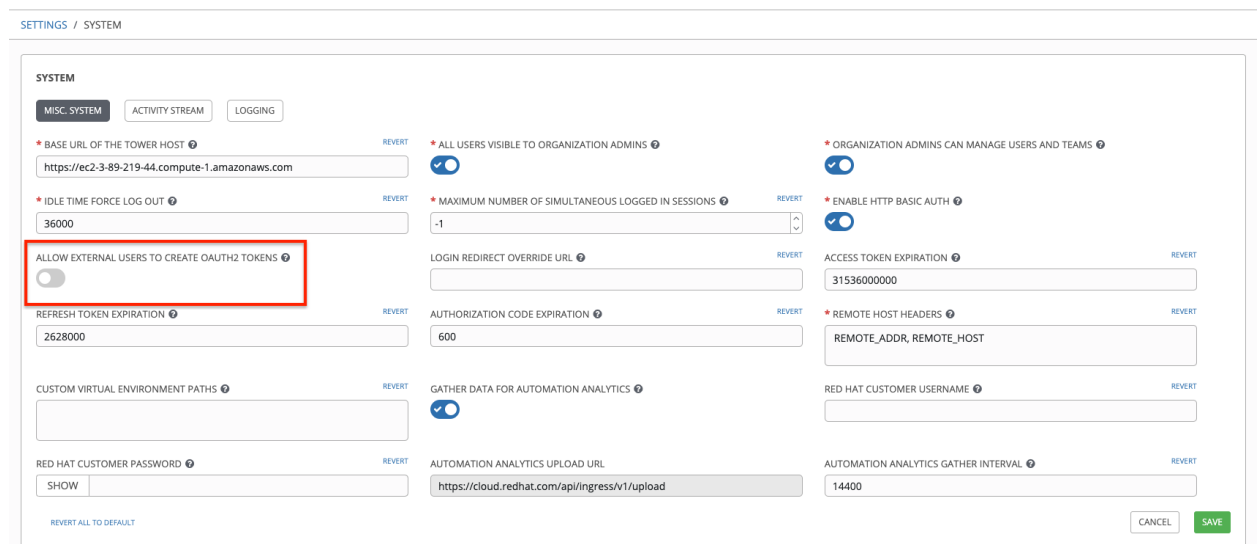 SETTINGS / SYSTEM
SYSTEM
MISC. SYSTEM ACTIVITY STREAM LOGGING
* BASE URL OF THE TOWER HOST REVERT * ALL USERS VISIBLE TO ORGANIZATION ADMINS * ORGANIZATION ADMINS CAN MANAGE USERS AND TEAMS
https://ec2-3-89-219-44.compute-1.amazonaws.com
* IDLE TIME FORCE LOG OUT REVERT * MAXIMUM NUMBER OF SIMULTANEOUS LOGGED IN SESSIONS REVERT * ENABLE HTTP BASIC AUTH
36000 -1
ALLOW EXTERNAL USERS TO CREATE OAUTH2 TOKENS LOGIN REDIRECT OVERRIDE URL REVERT ACCESS TOKEN EXPIRATION REVERT
31536000000
REFRESH TOKEN EXPIRATION REVERT AUTHORIZATION CODE EXPIRATION REVERT * REMOTE HOST HEADERS REVERT
2628000 600 REMOTE_ADDR, REMOTE_HOST
CUSTOM VIRTUAL ENVIRONMENT PATHS REVERT GATHER DATA FOR AUTOMATION ANALYTICS RED HAT CUSTOMER USERNAME REVERT
RED HAT CUSTOMER PASSWORD REVERT AUTOMATION ANALYTICS UPLOAD URL AUTOMATION ANALYTICS GATHER INTERVAL REVERT
SHOW https://cloud.redhat.com/api/ingress/v1/upload 14400
REVERT ALL TO DEFAULT CANCEL SAVE